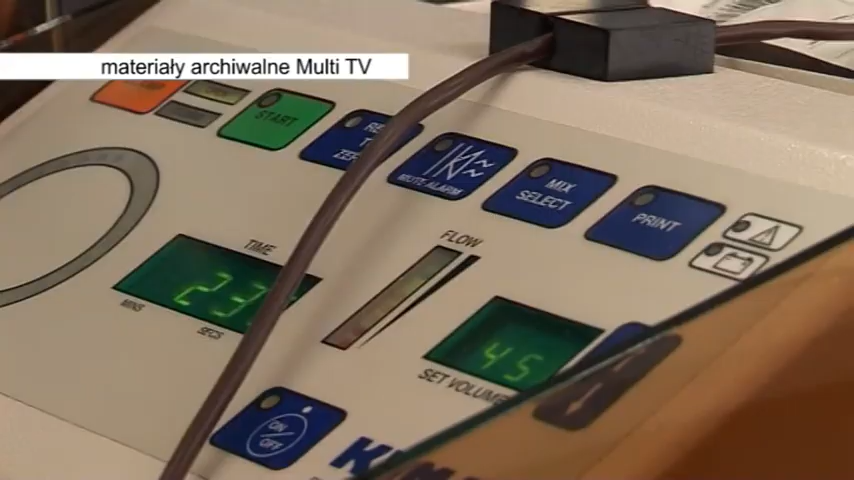 materiały archiwalne Multi TV
START
MUTE ALARM
MIX
SELECT
PRINT
TIME
FLOW
23
MINS
SECS
45
SET VOLUME
ON
OFF